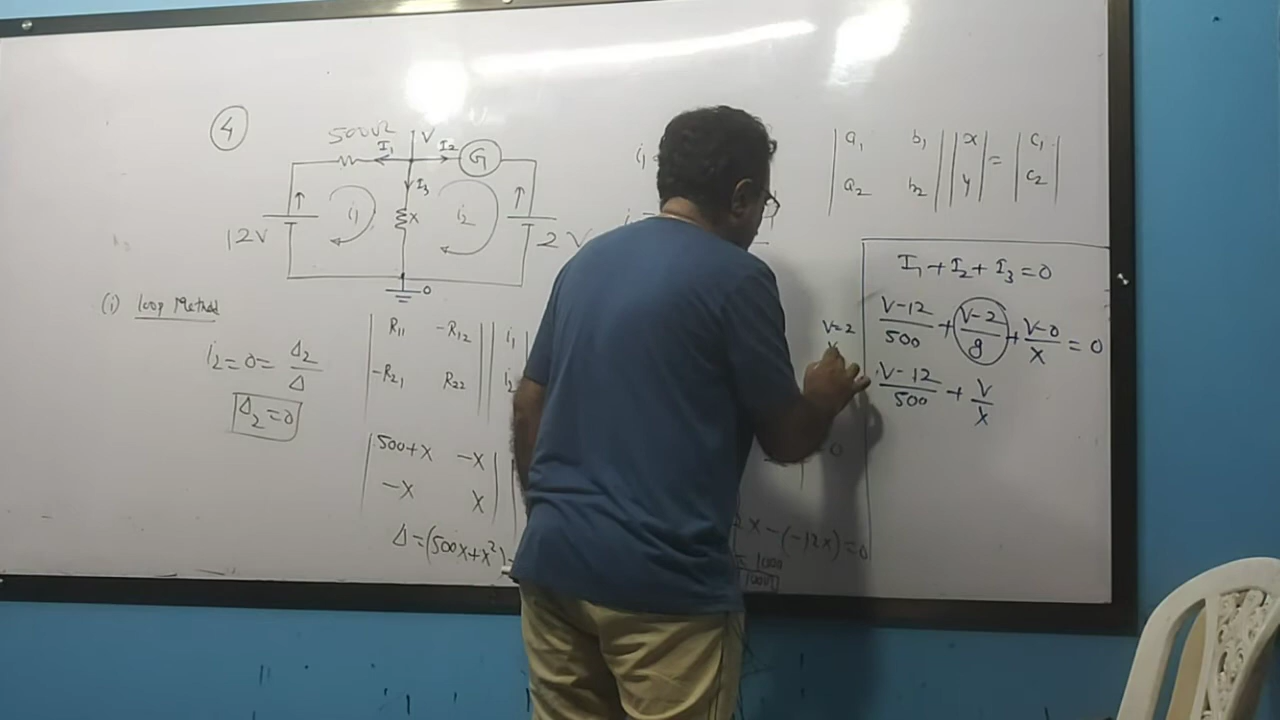 4
500Ω
V
I₁
I₂
G
I₃
X
i₁
i₂
12V
2V
0
(i) loop Method
i₂=0= Δ₂/Δ
Δ₂=0
R₁₁ -R₁₂ i₁
-R₂₁ R₂₂
500+X -X
-X X
Δ=(500X+X²)
X-(-12X)=0
1000
a₁ b₁ x = c₁
a₂ b₂ y c₂
I₁+I₂+I₃=0
(V-12)/500 + (V-2)/g + (V-0)/X = 0
V=2
(V-12)/500 + V/X